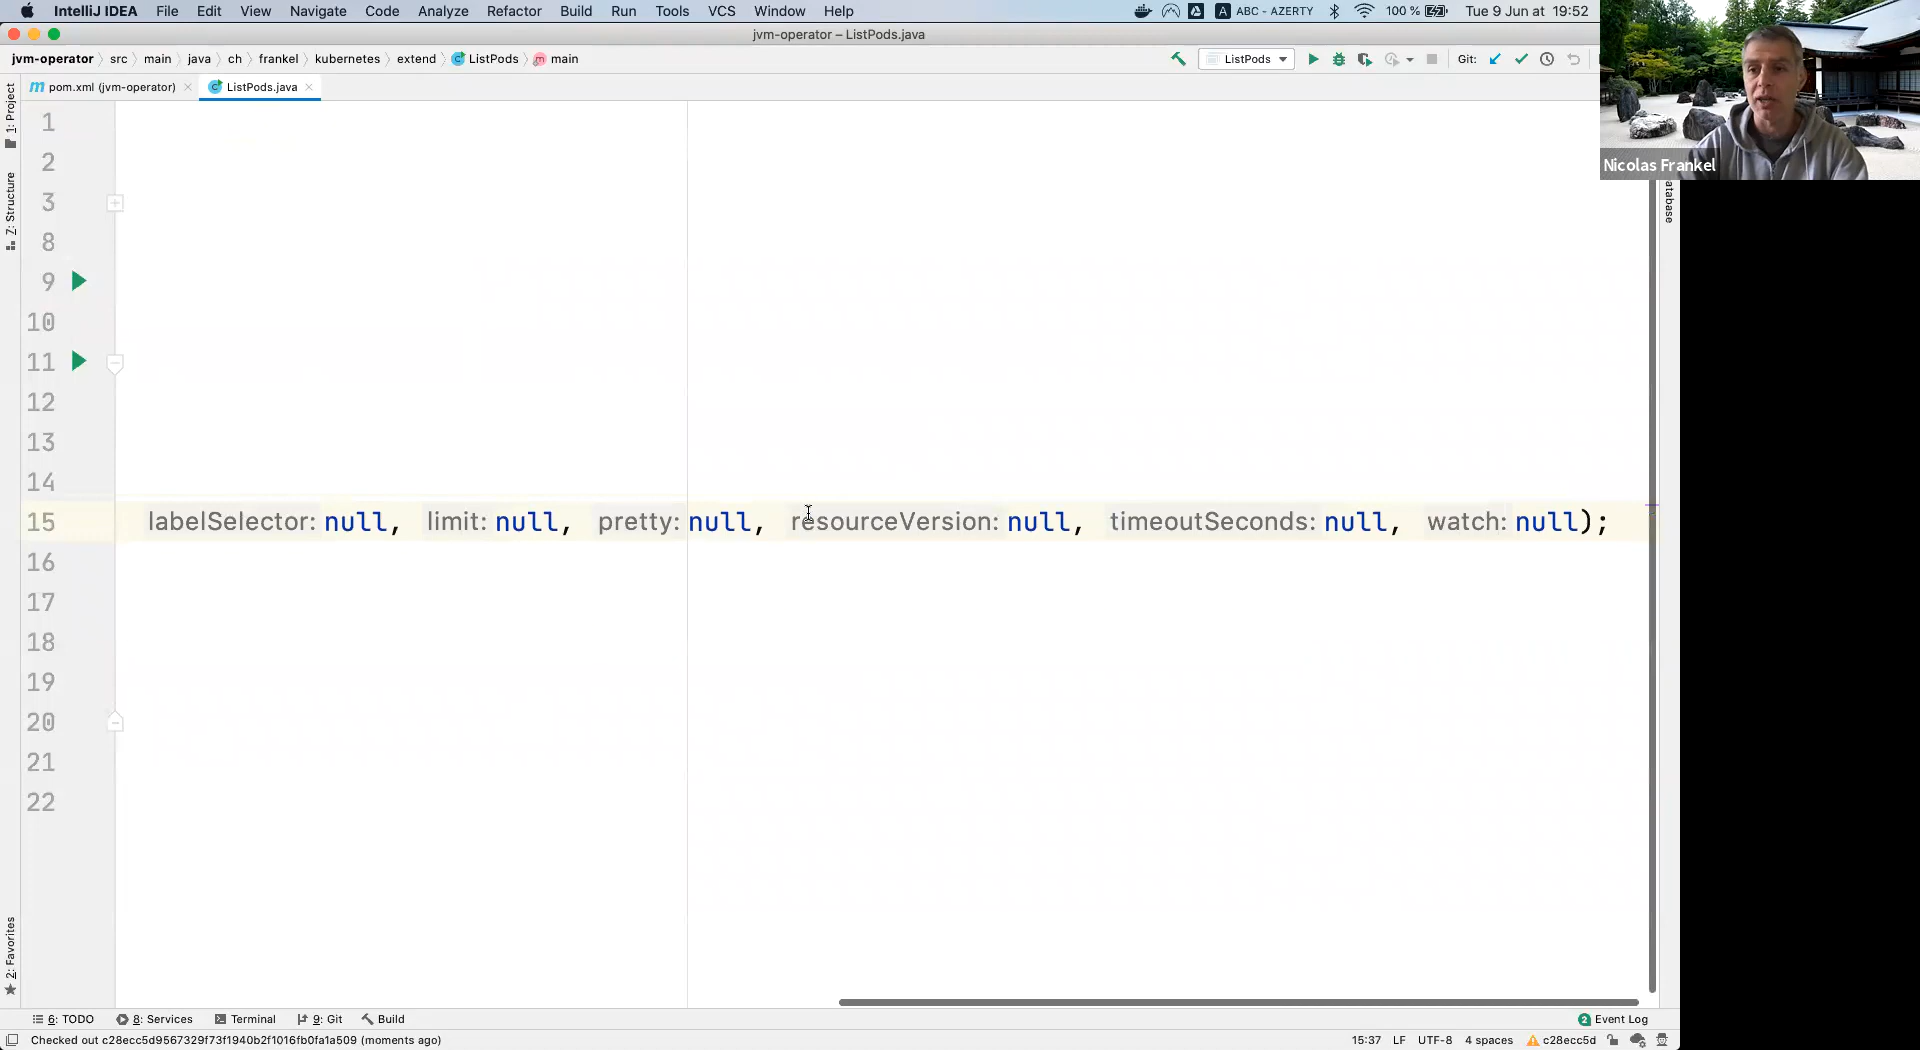 IntelliJ IDEA File Edit View Navigate Code Analyze Refactor Build Run Tools VCS Window Help A ABC - AZERTY 100 % Tue 9 Jun at 19:52
jvm-operator – ListPods.java
jvm-operator src main java ch frankel kubernetes extend ListPods main ListPods Git:
pom.xml (jvm-operator) ListPods.java
Nicolas Frankel
1: Project
Z: Structure
2: Favorites
atabase
1
2
3
8
9
10
11
12
13
14
15 labelSelector: null, limit: null, pretty: null, resourceVersion: null, timeoutSeconds: null, watch: null);
16
17
18
19
20
21
22
6: TODO 8: Services Terminal 9: Git Build 2 Event Log
Checked out c28ecc5d9567329f73f1940b2f1016fb0fa1a509 (moments ago) 15:37 LF UTF-8 4 spaces c28ecc5d